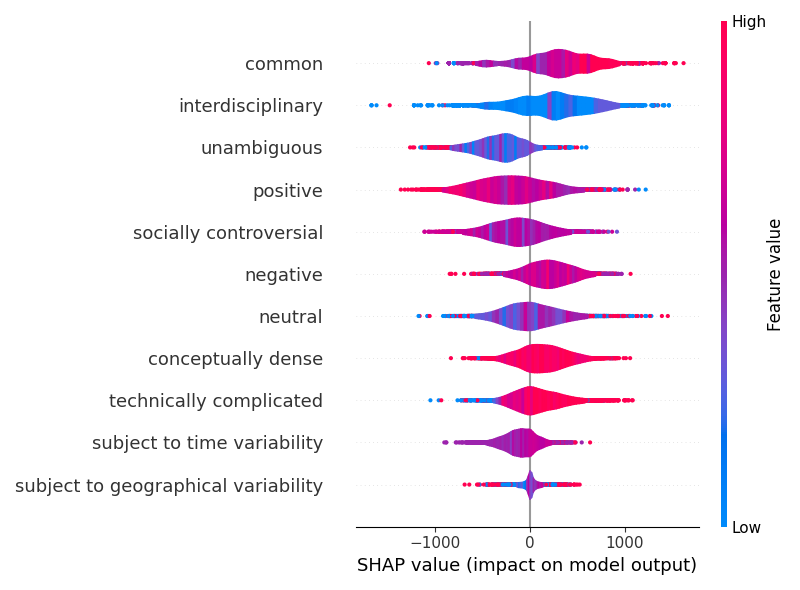 High
common
interdisciplinary
unambiguous
positive
socially controversial
negative
neutral
conceptually dense
technically complicated
subject to time variability
subject to geographical variability
Feature value
Low
−1000 0 1000
SHAP value (impact on model output)